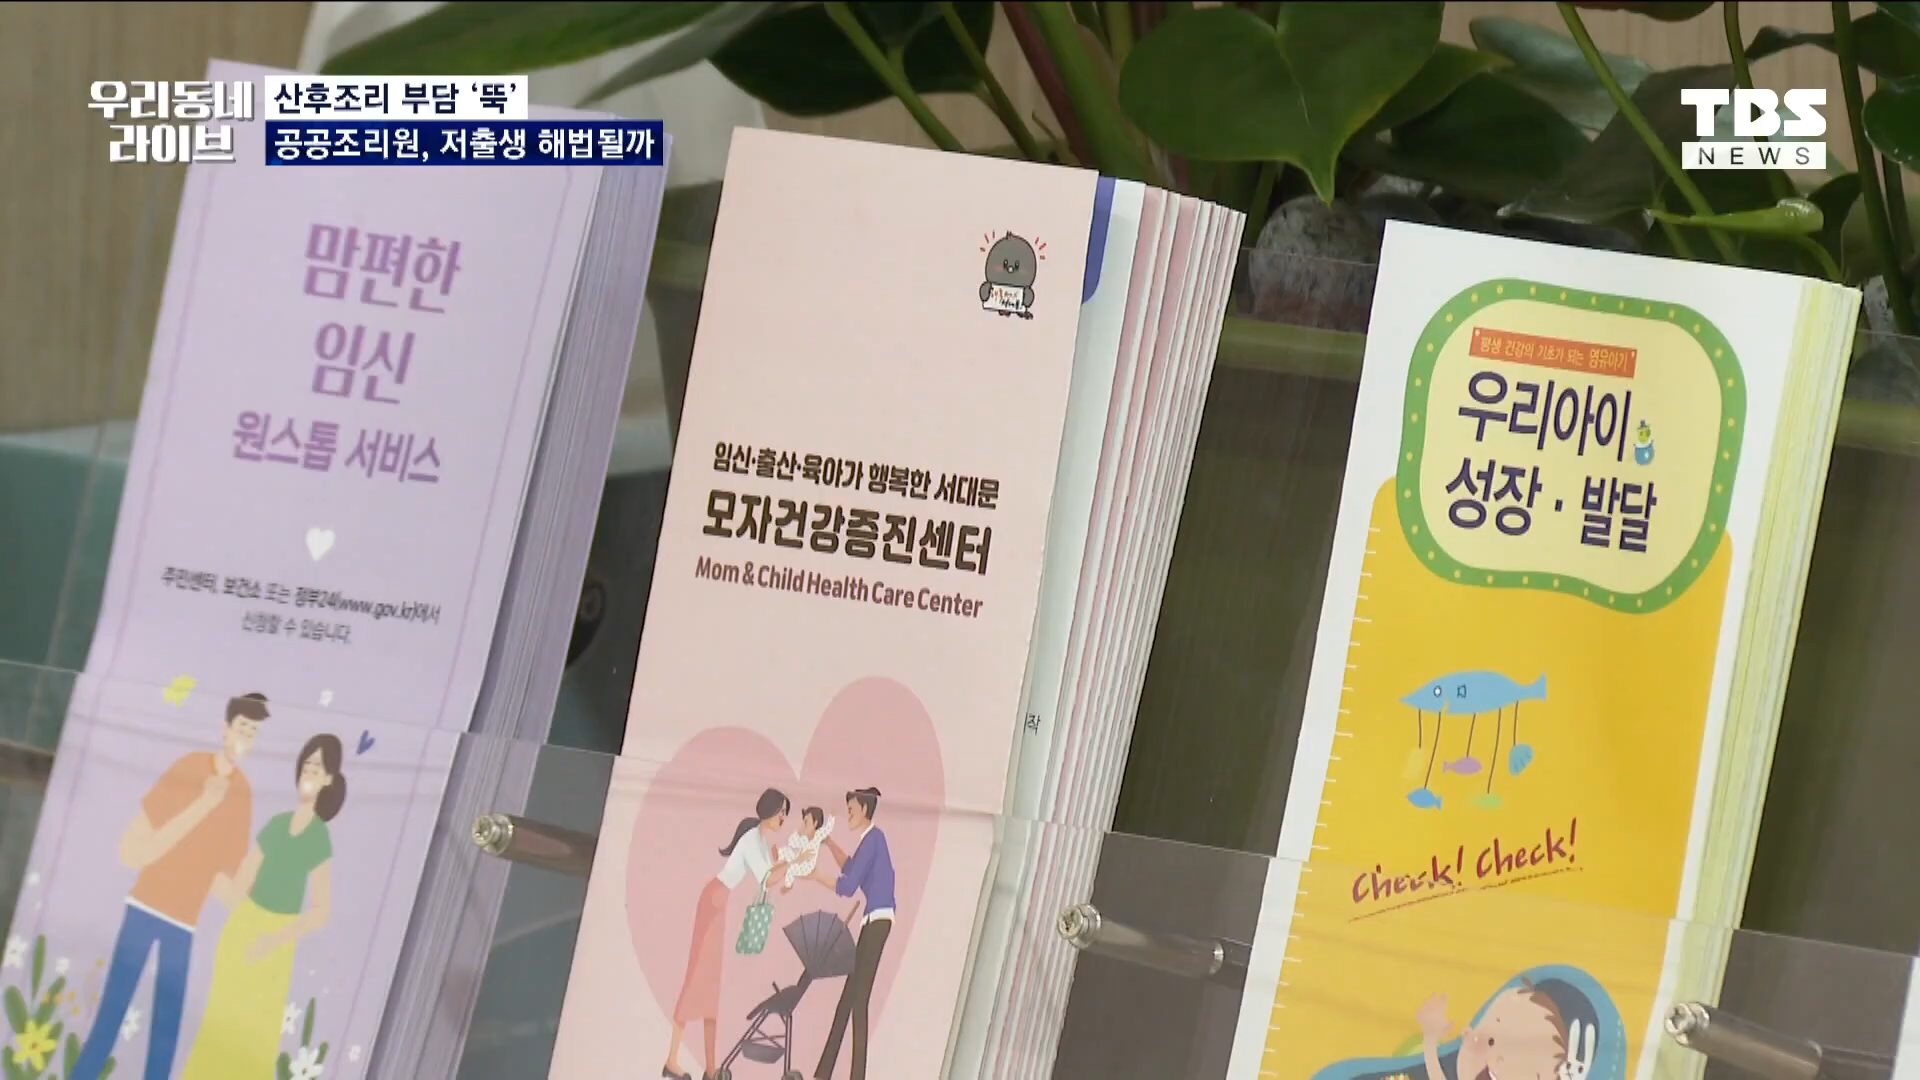 우리동네
라이브
산후조리 부담 ‘뚝’
공공조리원, 저출생 해법될까
TBS
NEWS
맘편한
임신
원스톱 서비스
주민센터, 보건소 또는 정부24(www.gov.kr)에서
신청할 수 있습니다.
임신·출산·육아가 행복한 서대문
모자건강증진센터
Mom & Child Health Care Center
평생 건강의 기초가 되는 영유아기
우리아이
성장·발달
Check! Check!